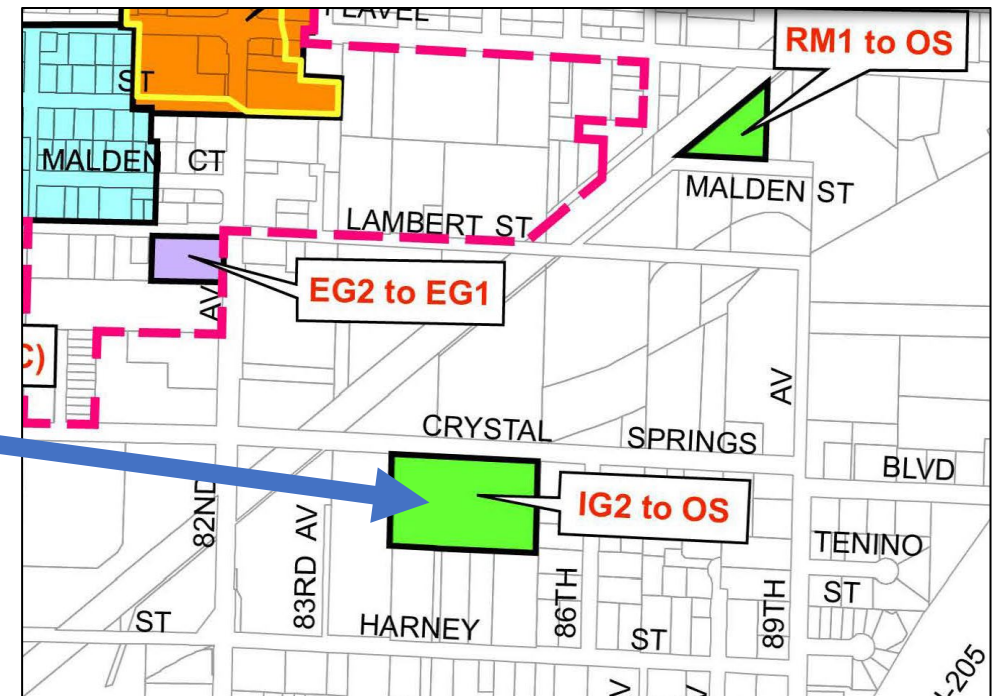 FLAVEL
RM1 to OS
ST
MALDEN CT
MALDEN ST
LAMBERT ST
EG2 to EG1
AV
C)
AV
CRYSTAL SPRINGS
BLVD
IG2 to OS
82ND
83RD AV
TENINO
ST
86TH
89TH
ST
HARNEY
ST
I-205